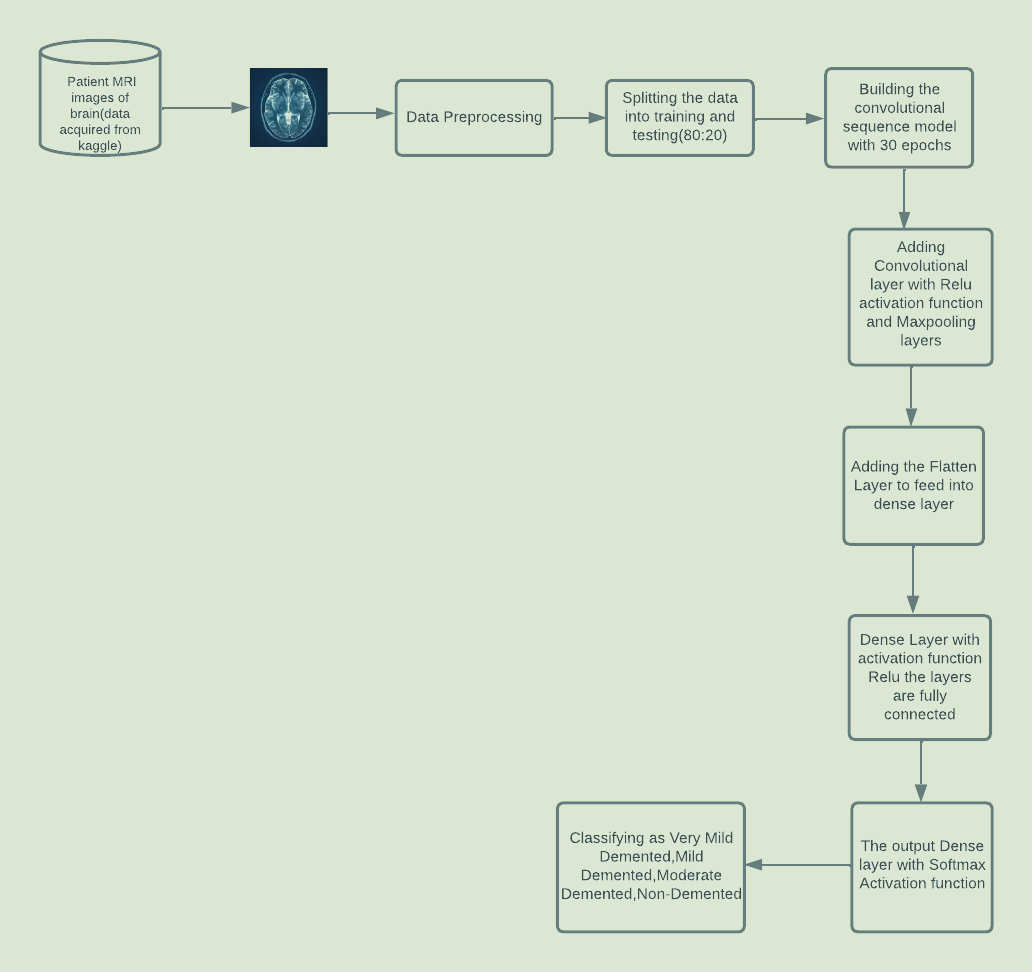 Patient MRI
images of
brain(data
acquired from
kaggle)
Data Preprocessing
Splitting the data
into training and
testing(80:20)
Building the
convolutional
sequence model
with 30 epochs
Adding
Convolutional
layer with Relu
activation function
and Maxpooling
layers
Adding the Flatten
Layer to feed into
dense layer
Dense Layer with
activation function
Relu the layers
are fully
connected
The output Dense
layer with Softmax
Activation function
Classifying as Very Mild
Demented,Mild
Demented,Moderate
Demented,Non-Demented